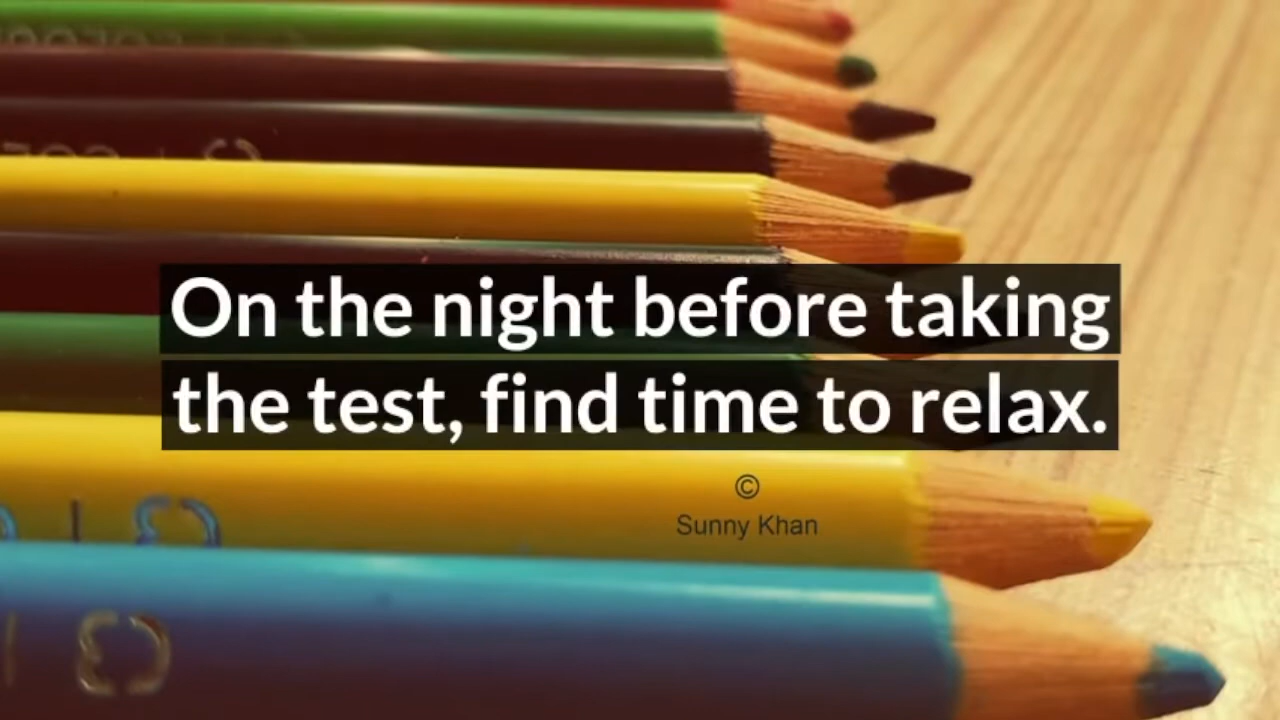 On the night before taking
the test, find time to relax.
©
Sunny Khan